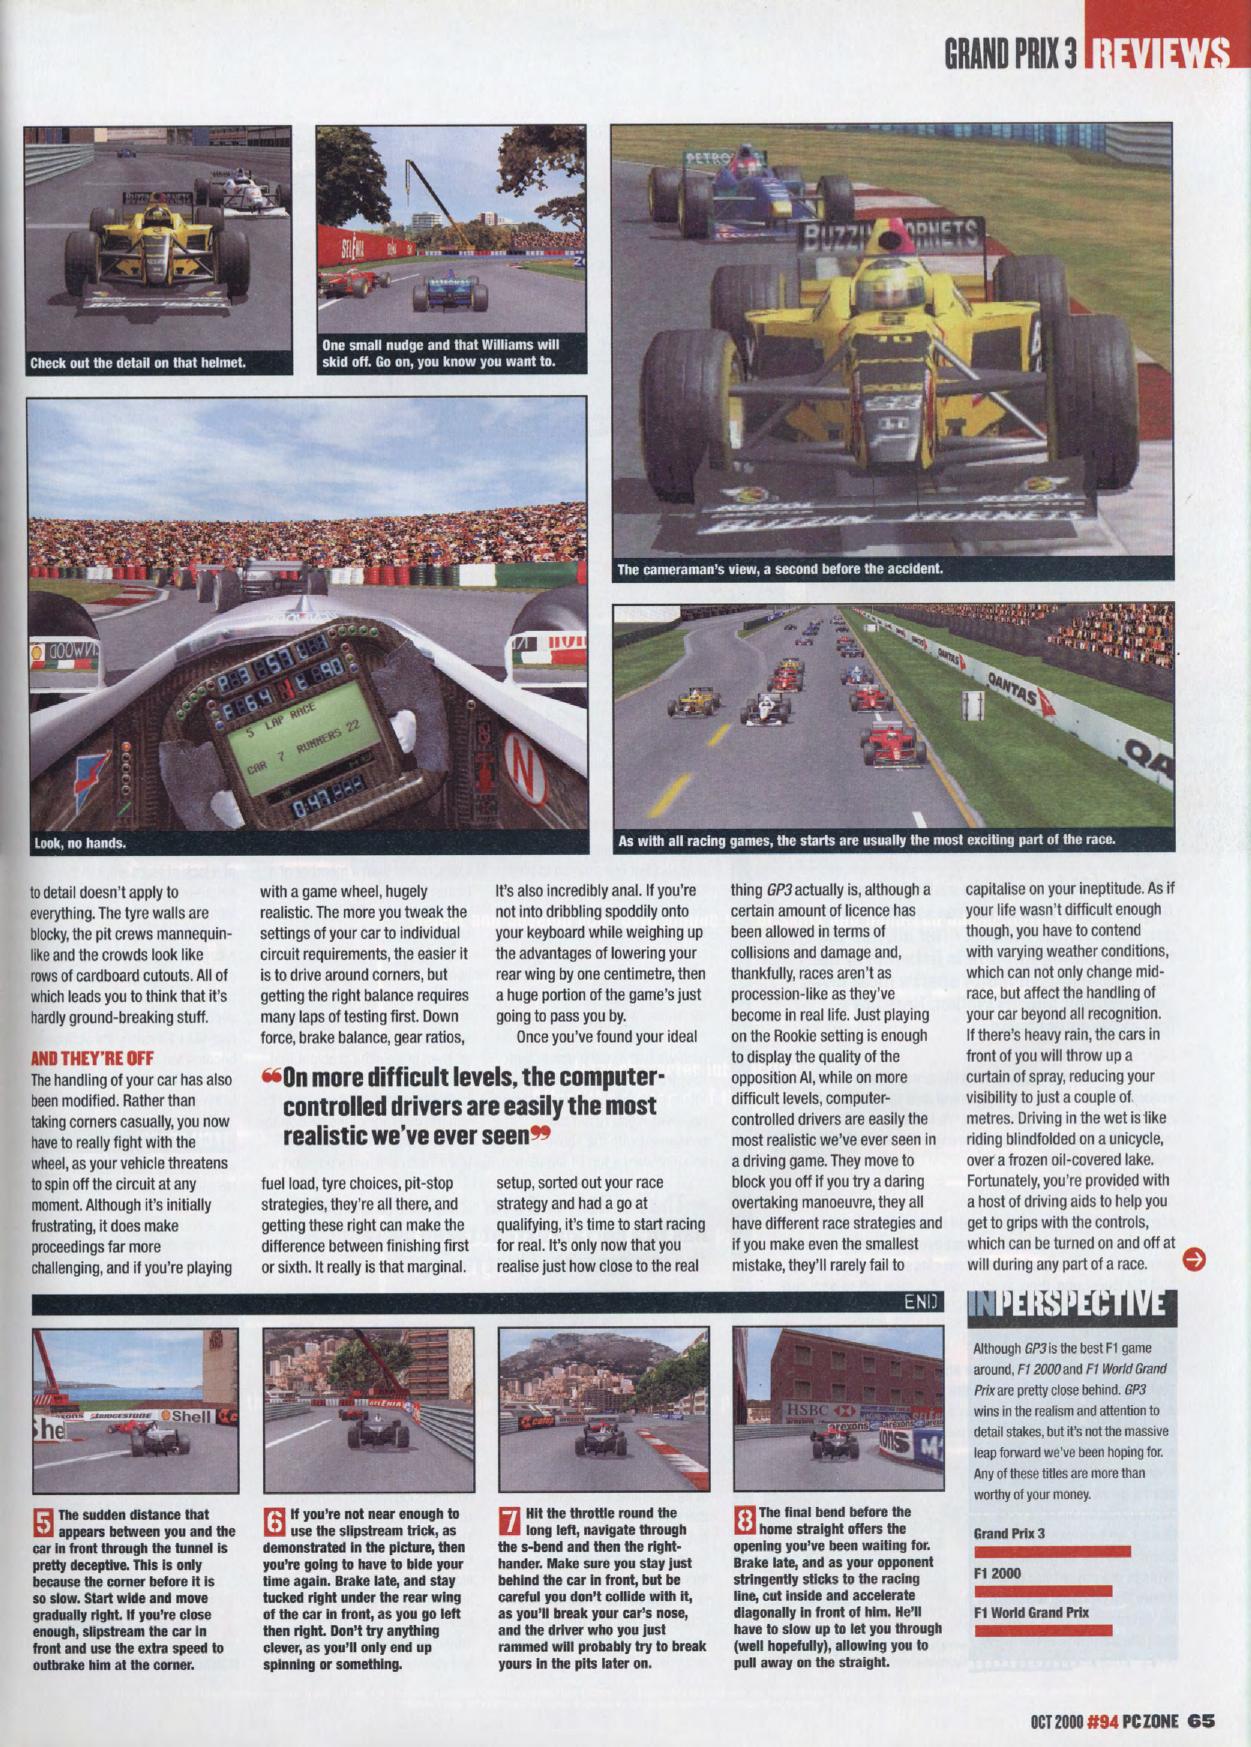 GRAND PRIX 3 REVIEWS
Check out the detail on that helmet.
One small nudge and that Williams will
skid off. Go on, you know you want to.
PETRONAS
BUZZIN HORNETS
BUZZIN HORNETS
The cameraman's view, a second before the accident.
5 LAP RACE
CAR 7 RUNNERS 22
N
Look, no hands.
QANTAS
QANTAS
QA
As with all racing games, the starts are usually the most exciting part of the race.
to detail doesn't apply to
everything. The tyre walls are
blocky, the pit crews mannequin-
like and the crowds look like
rows of cardboard cutouts. All of
which leads you to think that it's
hardly ground-breaking stuff.
AND THEY'RE OFF
The handling of your car has also
been modified. Rather than
taking corners casually, you now
have to really fight with the
wheel, as your vehicle threatens
to spin off the circuit at any
moment. Although it's initially
frustrating, it does make
proceedings far more
challenging, and if you're playing
with a game wheel, hugely
realistic. The more you tweak the
settings of your car to individual
circuit requirements, the easier it
is to drive around corners, but
getting the right balance requires
many laps of testing first. Down
force, brake balance, gear ratios,
“On more difficult levels, the computer-
controlled drivers are easily the most
realistic we've ever seen”
fuel load, tyre choices, pit-stop
strategies, they're all there, and
getting these right can make the
difference between finishing first
or sixth. It really is that marginal.
It's also incredibly anal. If you're
not into dribbling spoddily onto
your keyboard while weighing up
the advantages of lowering your
rear wing by one centimetre, then
a huge portion of the game's just
going to pass you by.
Once you've found your ideal
setup, sorted out your race
strategy and had a go at
qualifying, it's time to start racing
for real. It's only now that you
realise just how close to the real
thing GP3 actually is, although a
certain amount of licence has
been allowed in terms of
collisions and damage and,
thankfully, races aren't as
procession-like as they've
become in real life. Just playing
on the Rookie setting is enough
to display the quality of the
opposition AI, while on more
difficult levels, computer-
controlled drivers are easily the
most realistic we've ever seen in
a driving game. They move to
block you off if you try a daring
overtaking manoeuvre, they all
have different race strategies and
if you make even the smallest
mistake, they'll rarely fail to
capitalise on your ineptitude. As if
your life wasn't difficult enough
though, you have to contend
with varying weather conditions,
which can not only change mid-
race, but affect the handling of
your car beyond all recognition.
If there's heavy rain, the cars in
front of you will throw up a
curtain of spray, reducing your
visibility to just a couple of
metres. Driving in the wet is like
riding blindfolded on a unicycle,
over a frozen oil-covered lake.
Fortunately, you're provided with
a host of driving aids to help you
get to grips with the controls,
which can be turned on and off at
will during any part of a race.
END
BRIDGESTONE Shell
HSBC
5 The sudden distance that
appears between you and the
car in front through the tunnel is
pretty deceptive. This is only
because the corner before it is
so slow. Start wide and move
gradually right. If you're close
enough, slipstream the car in
front and use the extra speed to
outbrake him at the corner.
6 If you're not near enough to
use the slipstream trick, as
demonstrated in the picture, then
you're going to have to bide your
time again. Brake late, and stay
tucked right under the rear wing
of the car in front, as you go left
then right. Don't try anything
clever, as you'll only end up
spinning or something.
7 Hit the throttle round the
long left, navigate through
the s-bend and then the right-
hander. Make sure you stay just
behind the car in front, but be
careful you don't collide with it,
as you'll break your car's nose,
and the driver who you just
rammed will probably try to break
yours in the pits later on.
8 The final bend before the
home straight offers the
opening you've been waiting for.
Brake late, and as your opponent
stringently sticks to the racing
line, cut inside and accelerate
diagonally in front of him. He'll
have to slow up to let you through
(well hopefully), allowing you to
pull away on the straight.
INPERSPECTIVE
Although GP3 is the best F1 game
around, F1 2000 and F1 World Grand
Prix are pretty close behind. GP3
wins in the realism and attention to
detail stakes, but it's not the massive
leap forward we've been hoping for.
Any of these titles are more than
worthy of your money.
Grand Prix 3
F1 2000
F1 World Grand Prix
OCT 2000 #94 PC ZONE 65